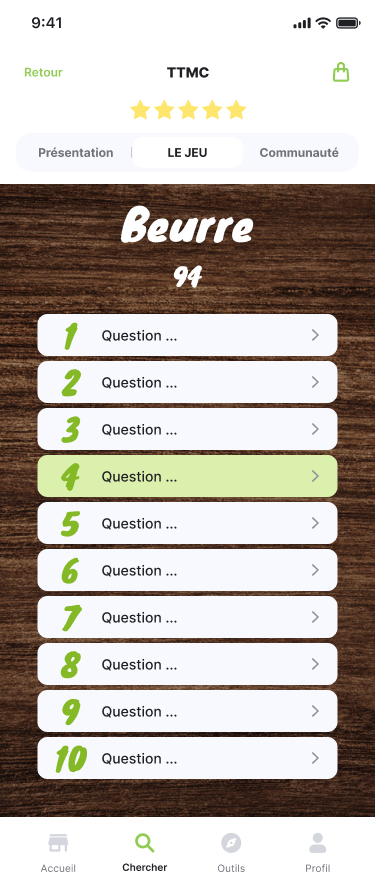 9:41
Retour
TTMC
Présentation
LE JEU
Communauté
Beurre
94
1 Question ...
2 Question ...
3 Question ...
4 Question ...
5 Question ...
6 Question ...
7 Question ...
8 Question ...
9 Question ...
10 Question ...
Accueil
Chercher
Outils
Profil